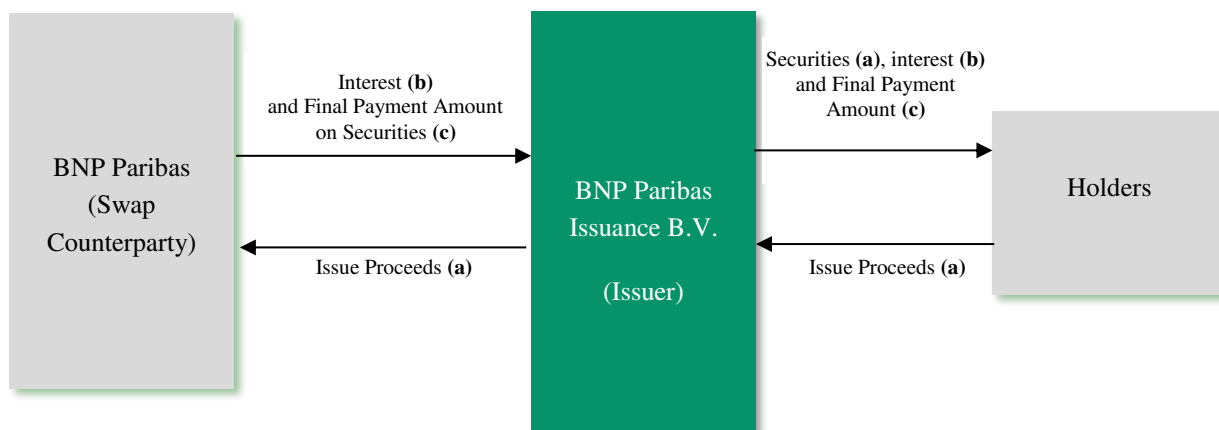 BNP Paribas
(Swap
Counterparty)
Interest (b)
and Final Payment Amount
on Securities (c)
Issue Proceeds (a)
BNP Paribas
Issuance B.V.
(Issuer)
Securities (a), interest (b)
and Final Payment
Amount (c)
Issue Proceeds (a)
Holders